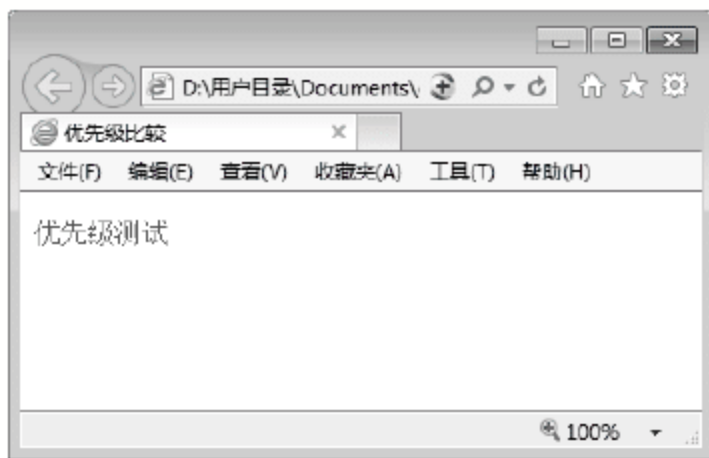 D:\用户目录\Documents\
优先级比较
文件(F) 编辑(E) 查看(V) 收藏夹(A) 工具(T) 帮助(H)
优先级测试
100%